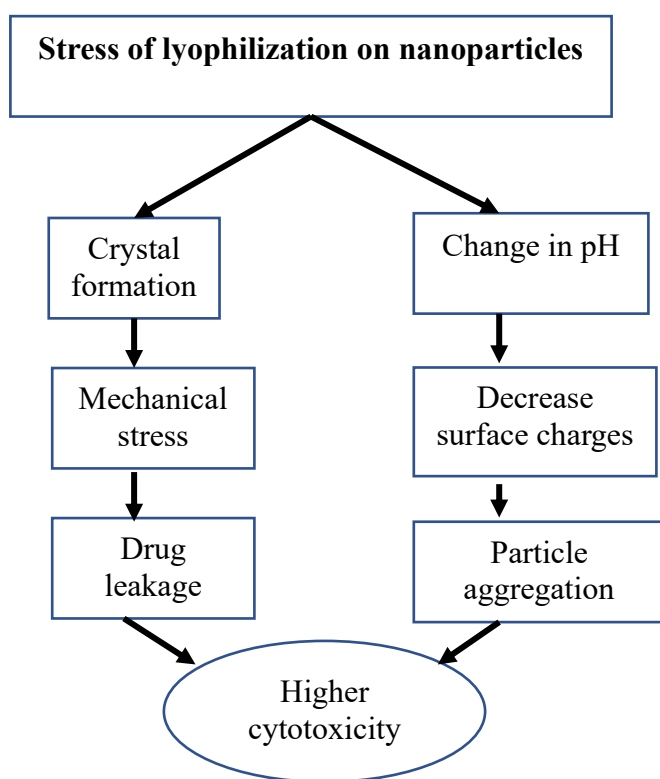 Stress of lyophilization on nanoparticles
Crystal
formation
Change in pH
Mechanical
stress
Decrease
surface charges
Drug
leakage
Particle
aggregation
Higher
cytotoxicity